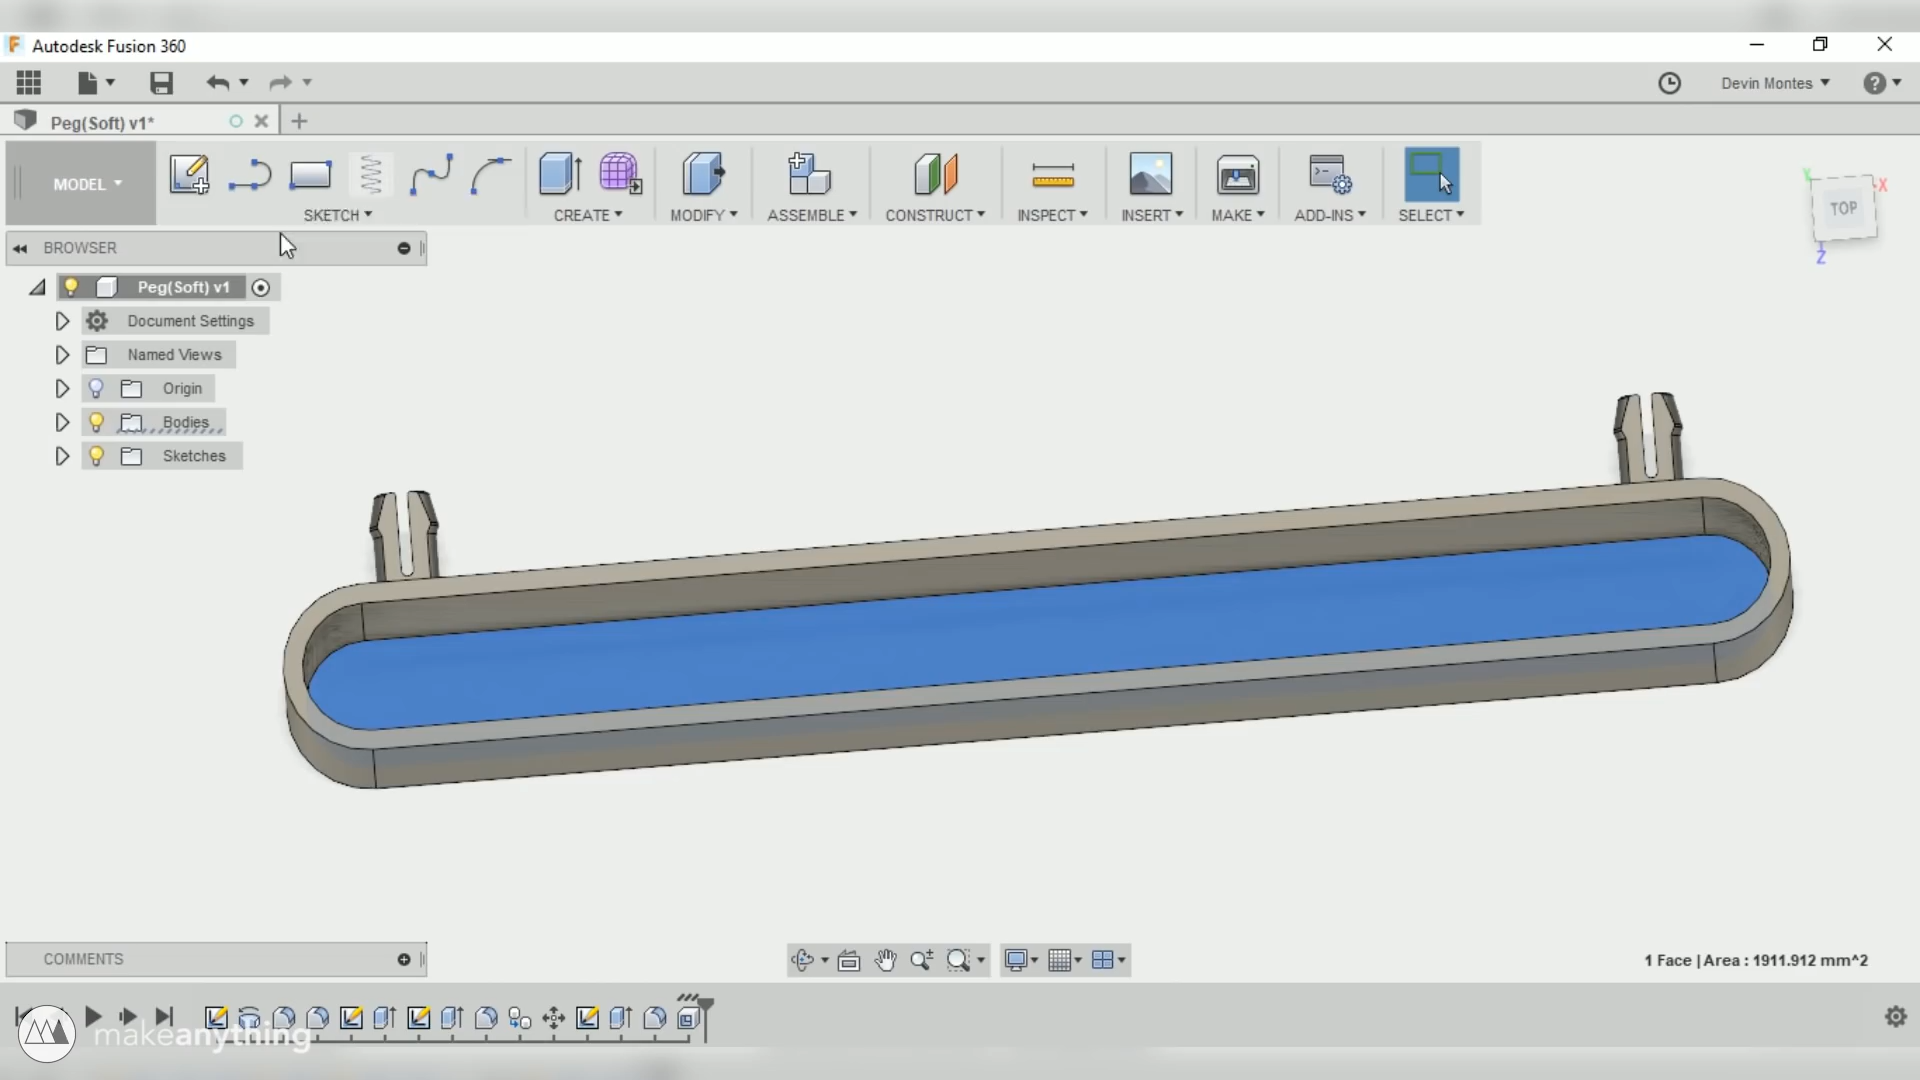 Autodesk Fusion 360
Devin Montes
Peg(Soft) v1*
MODEL
SKETCH
CREATE
MODIFY
ASSEMBLE
CONSTRUCT
INSPECT
INSERT
MAKE
ADD-INS
SELECT
TOP
X
Y
Z
BROWSER
Peg(Soft) v1
Document Settings
Named Views
Origin
Bodies
Sketches
COMMENTS
1 Face | Area : 1911.912 mm^2
makeanything